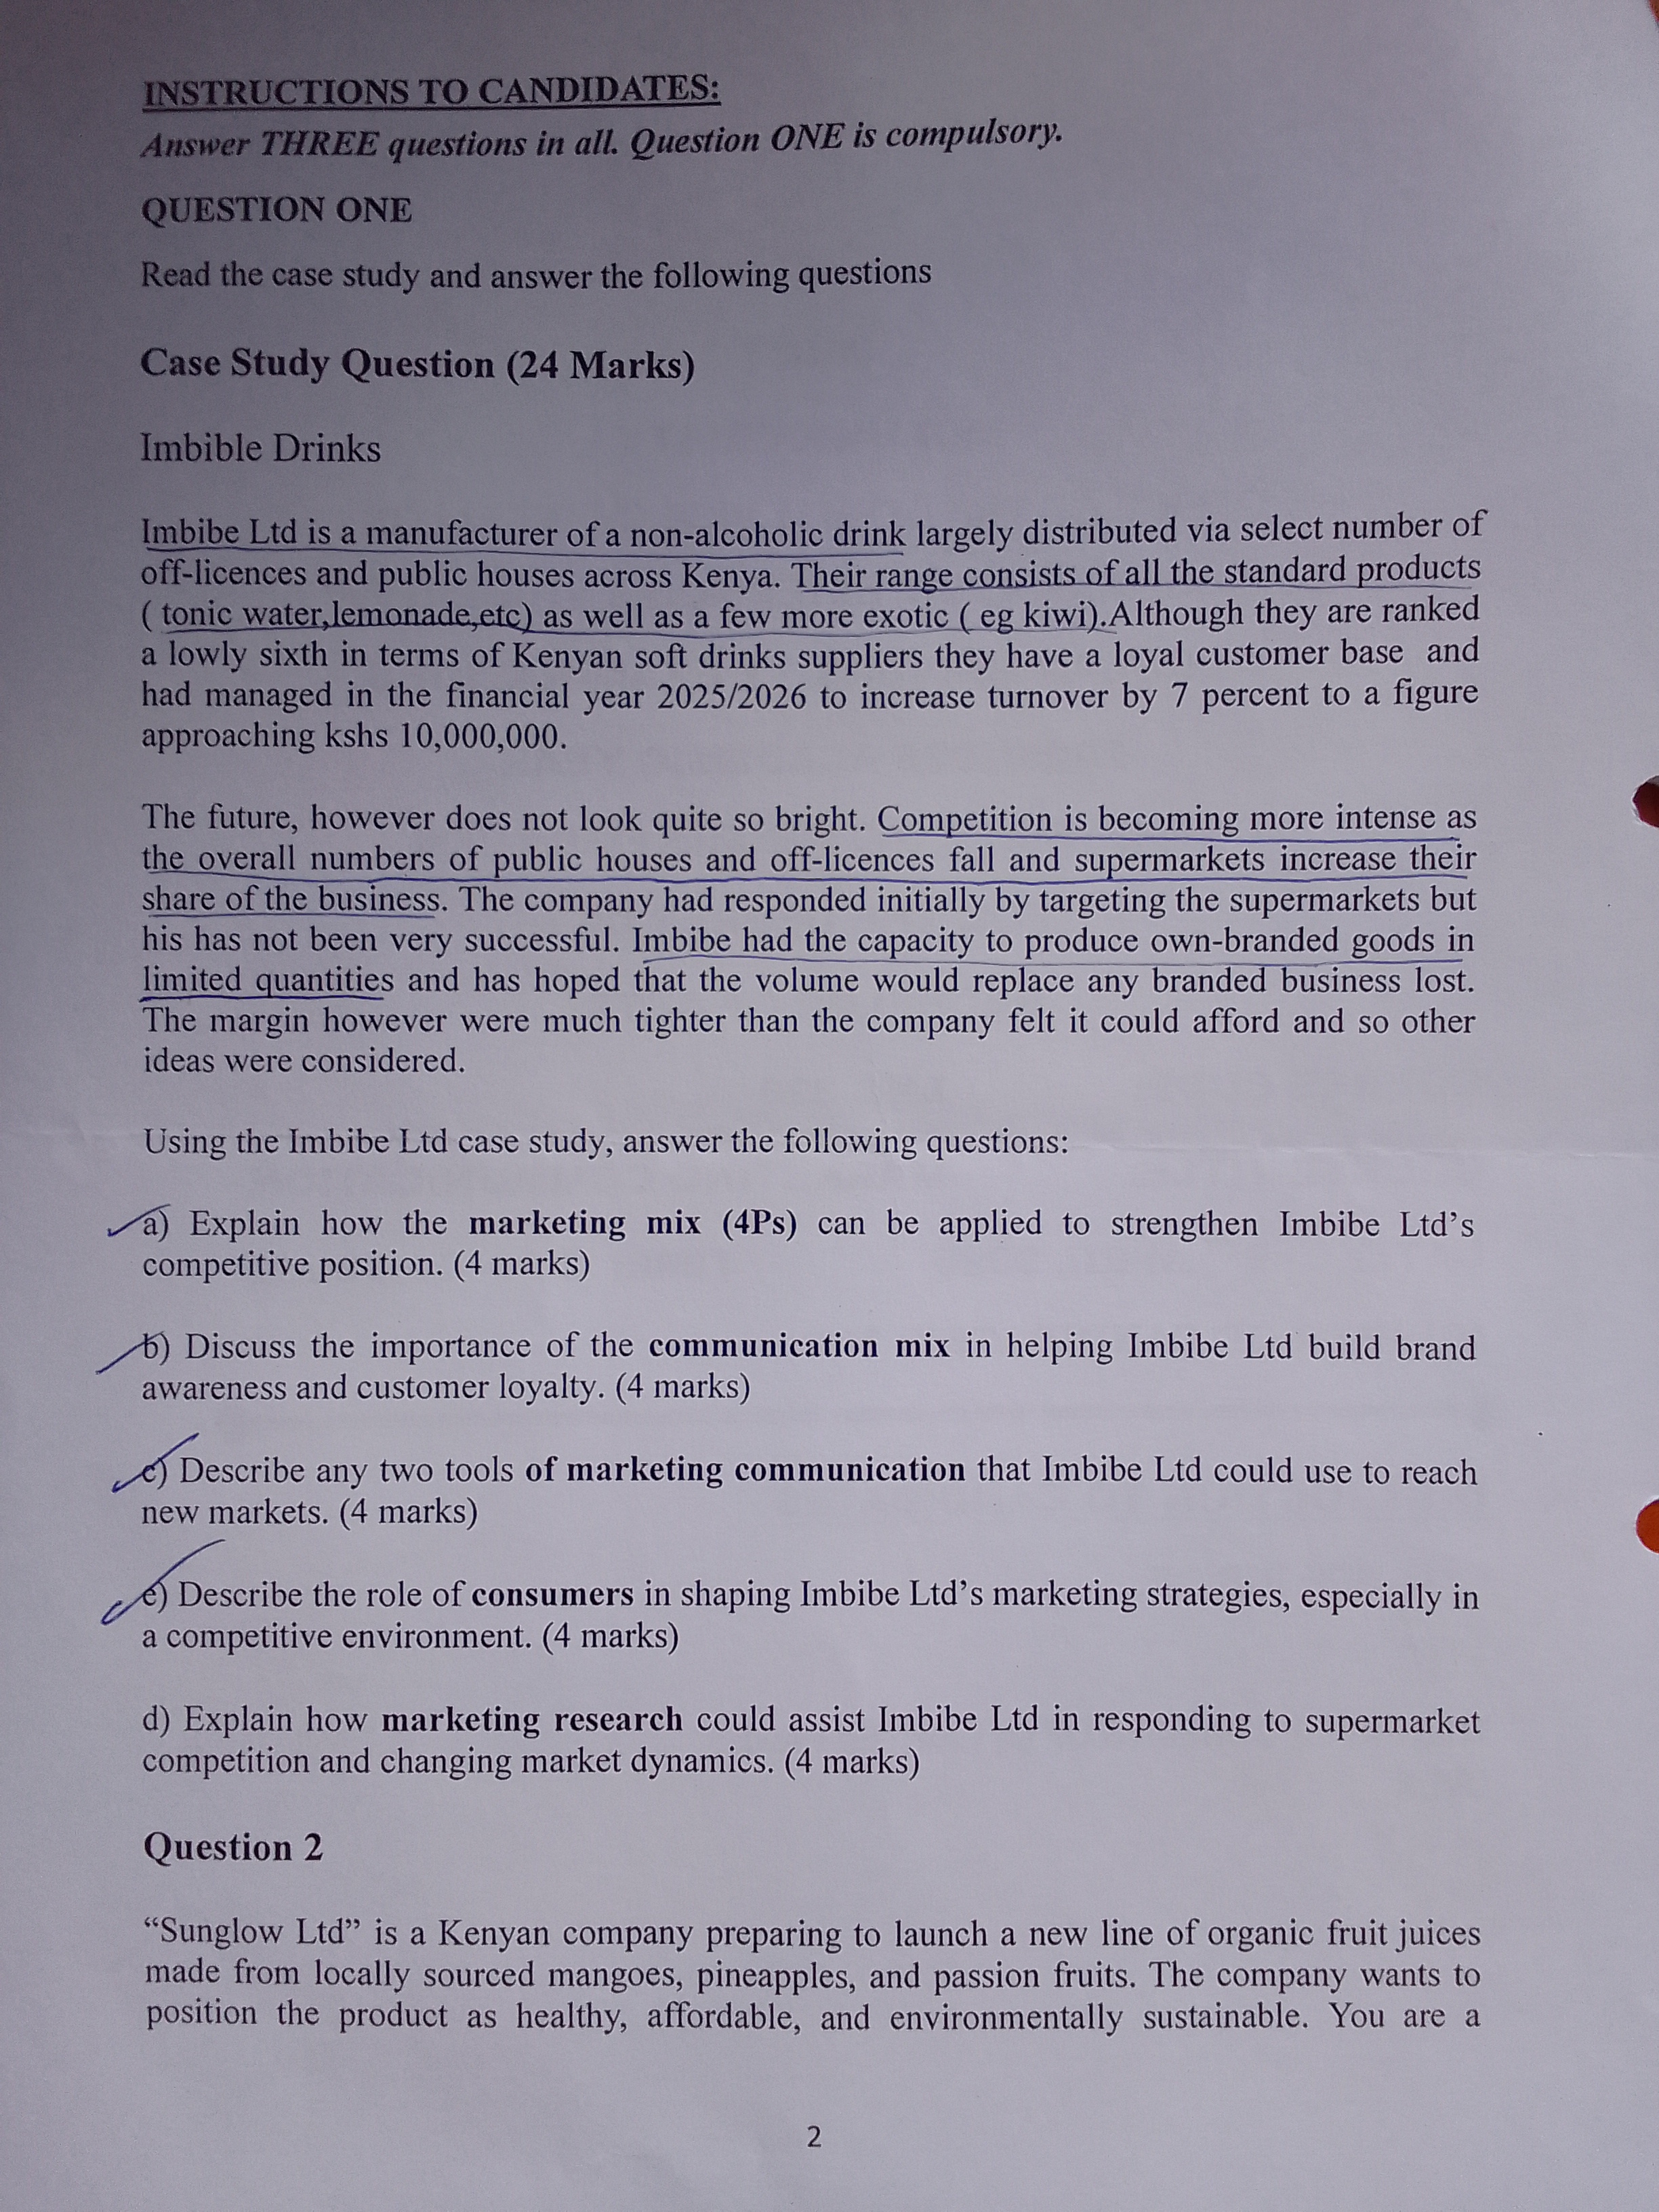 INSTRUCTIONS TO CANDIDATES:
Answer THREE questions in all. Question ONE is compulsory.
QUESTION ONE
Read the case study and answer the following questions
Case Study Question (24 Marks)
Imbible Drinks
Imbibe Ltd is a manufacturer of a non-alcoholic drink largely distributed via select number of
off-licences and public houses across Kenya. Their range consists of all the standard products
( tonic water,lemonade,etc) as well as a few more exotic ( eg kiwi).Although they are ranked
a lowly sixth in terms of Kenyan soft drinks suppliers they have a loyal customer base and
had managed in the financial year 2025/2026 to increase turnover by 7 percent to a figure
approaching kshs 10,000,000.
The future, however does not look quite so bright. Competition is becoming more intense as
the overall numbers of public houses and off-licences fall and supermarkets increase their
share of the business. The company had responded initially by targeting the supermarkets but
his has not been very successful. Imbibe had the capacity to produce own-branded goods in
limited quantities and has hoped that the volume would replace any branded business lost.
The margin however were much tighter than the company felt it could afford and so other
ideas were considered.
Using the Imbibe Ltd case study, answer the following questions:
a) Explain how the marketing mix (4Ps) can be applied to strengthen Imbibe Ltd’s
competitive position. (4 marks)
b) Discuss the importance of the communication mix in helping Imbibe Ltd build brand
awareness and customer loyalty. (4 marks)
c) Describe any two tools of marketing communication that Imbibe Ltd could use to reach
new markets. (4 marks)
e) Describe the role of consumers in shaping Imbibe Ltd’s marketing strategies, especially in
a competitive environment. (4 marks)
d) Explain how marketing research could assist Imbibe Ltd in responding to supermarket
competition and changing market dynamics. (4 marks)
Question 2
“Sunglow Ltd” is a Kenyan company preparing to launch a new line of organic fruit juices
made from locally sourced mangoes, pineapples, and passion fruits. The company wants to
position the product as healthy, affordable, and environmentally sustainable. You are a
2